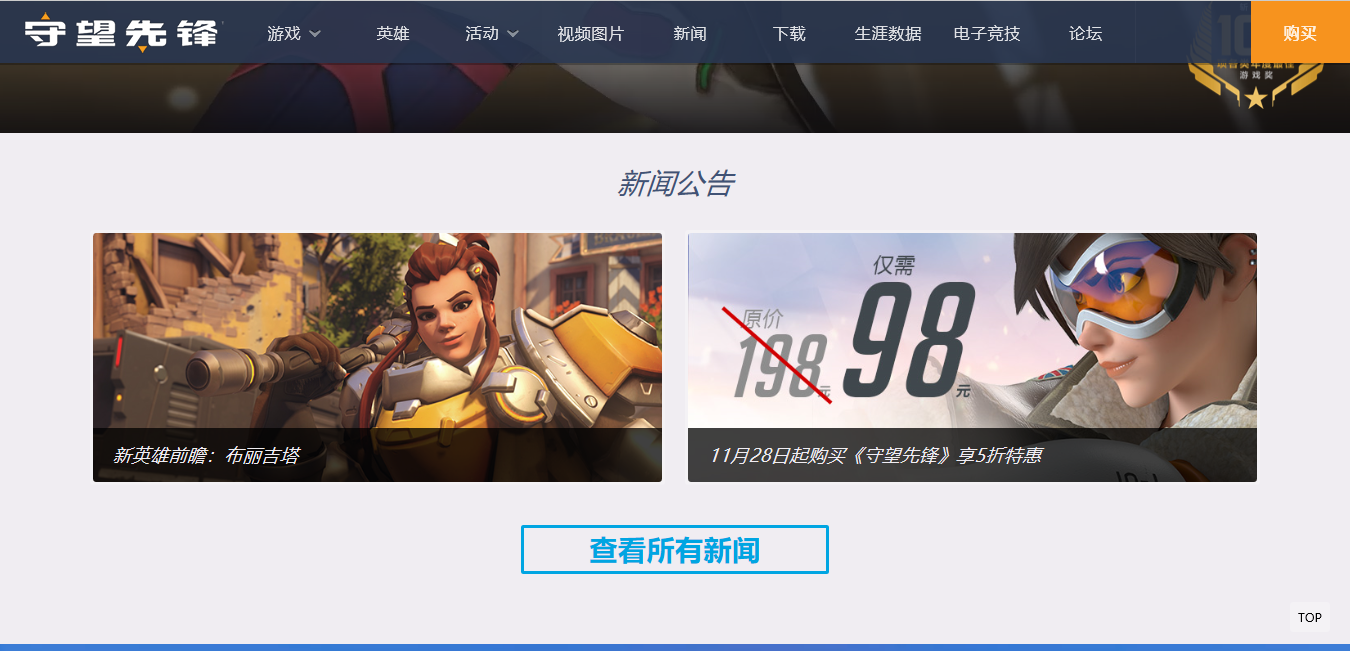 守望先锋
游戏
英雄
活动
视频图片
新闻
下载
生涯数据
电子竞技
论坛
购买
游戏奖
新闻公告
仅需
原价
198元
98元
新英雄前瞻：布丽吉塔
11月28日起购买《守望先锋》享5折特惠
查看所有新闻
TOP